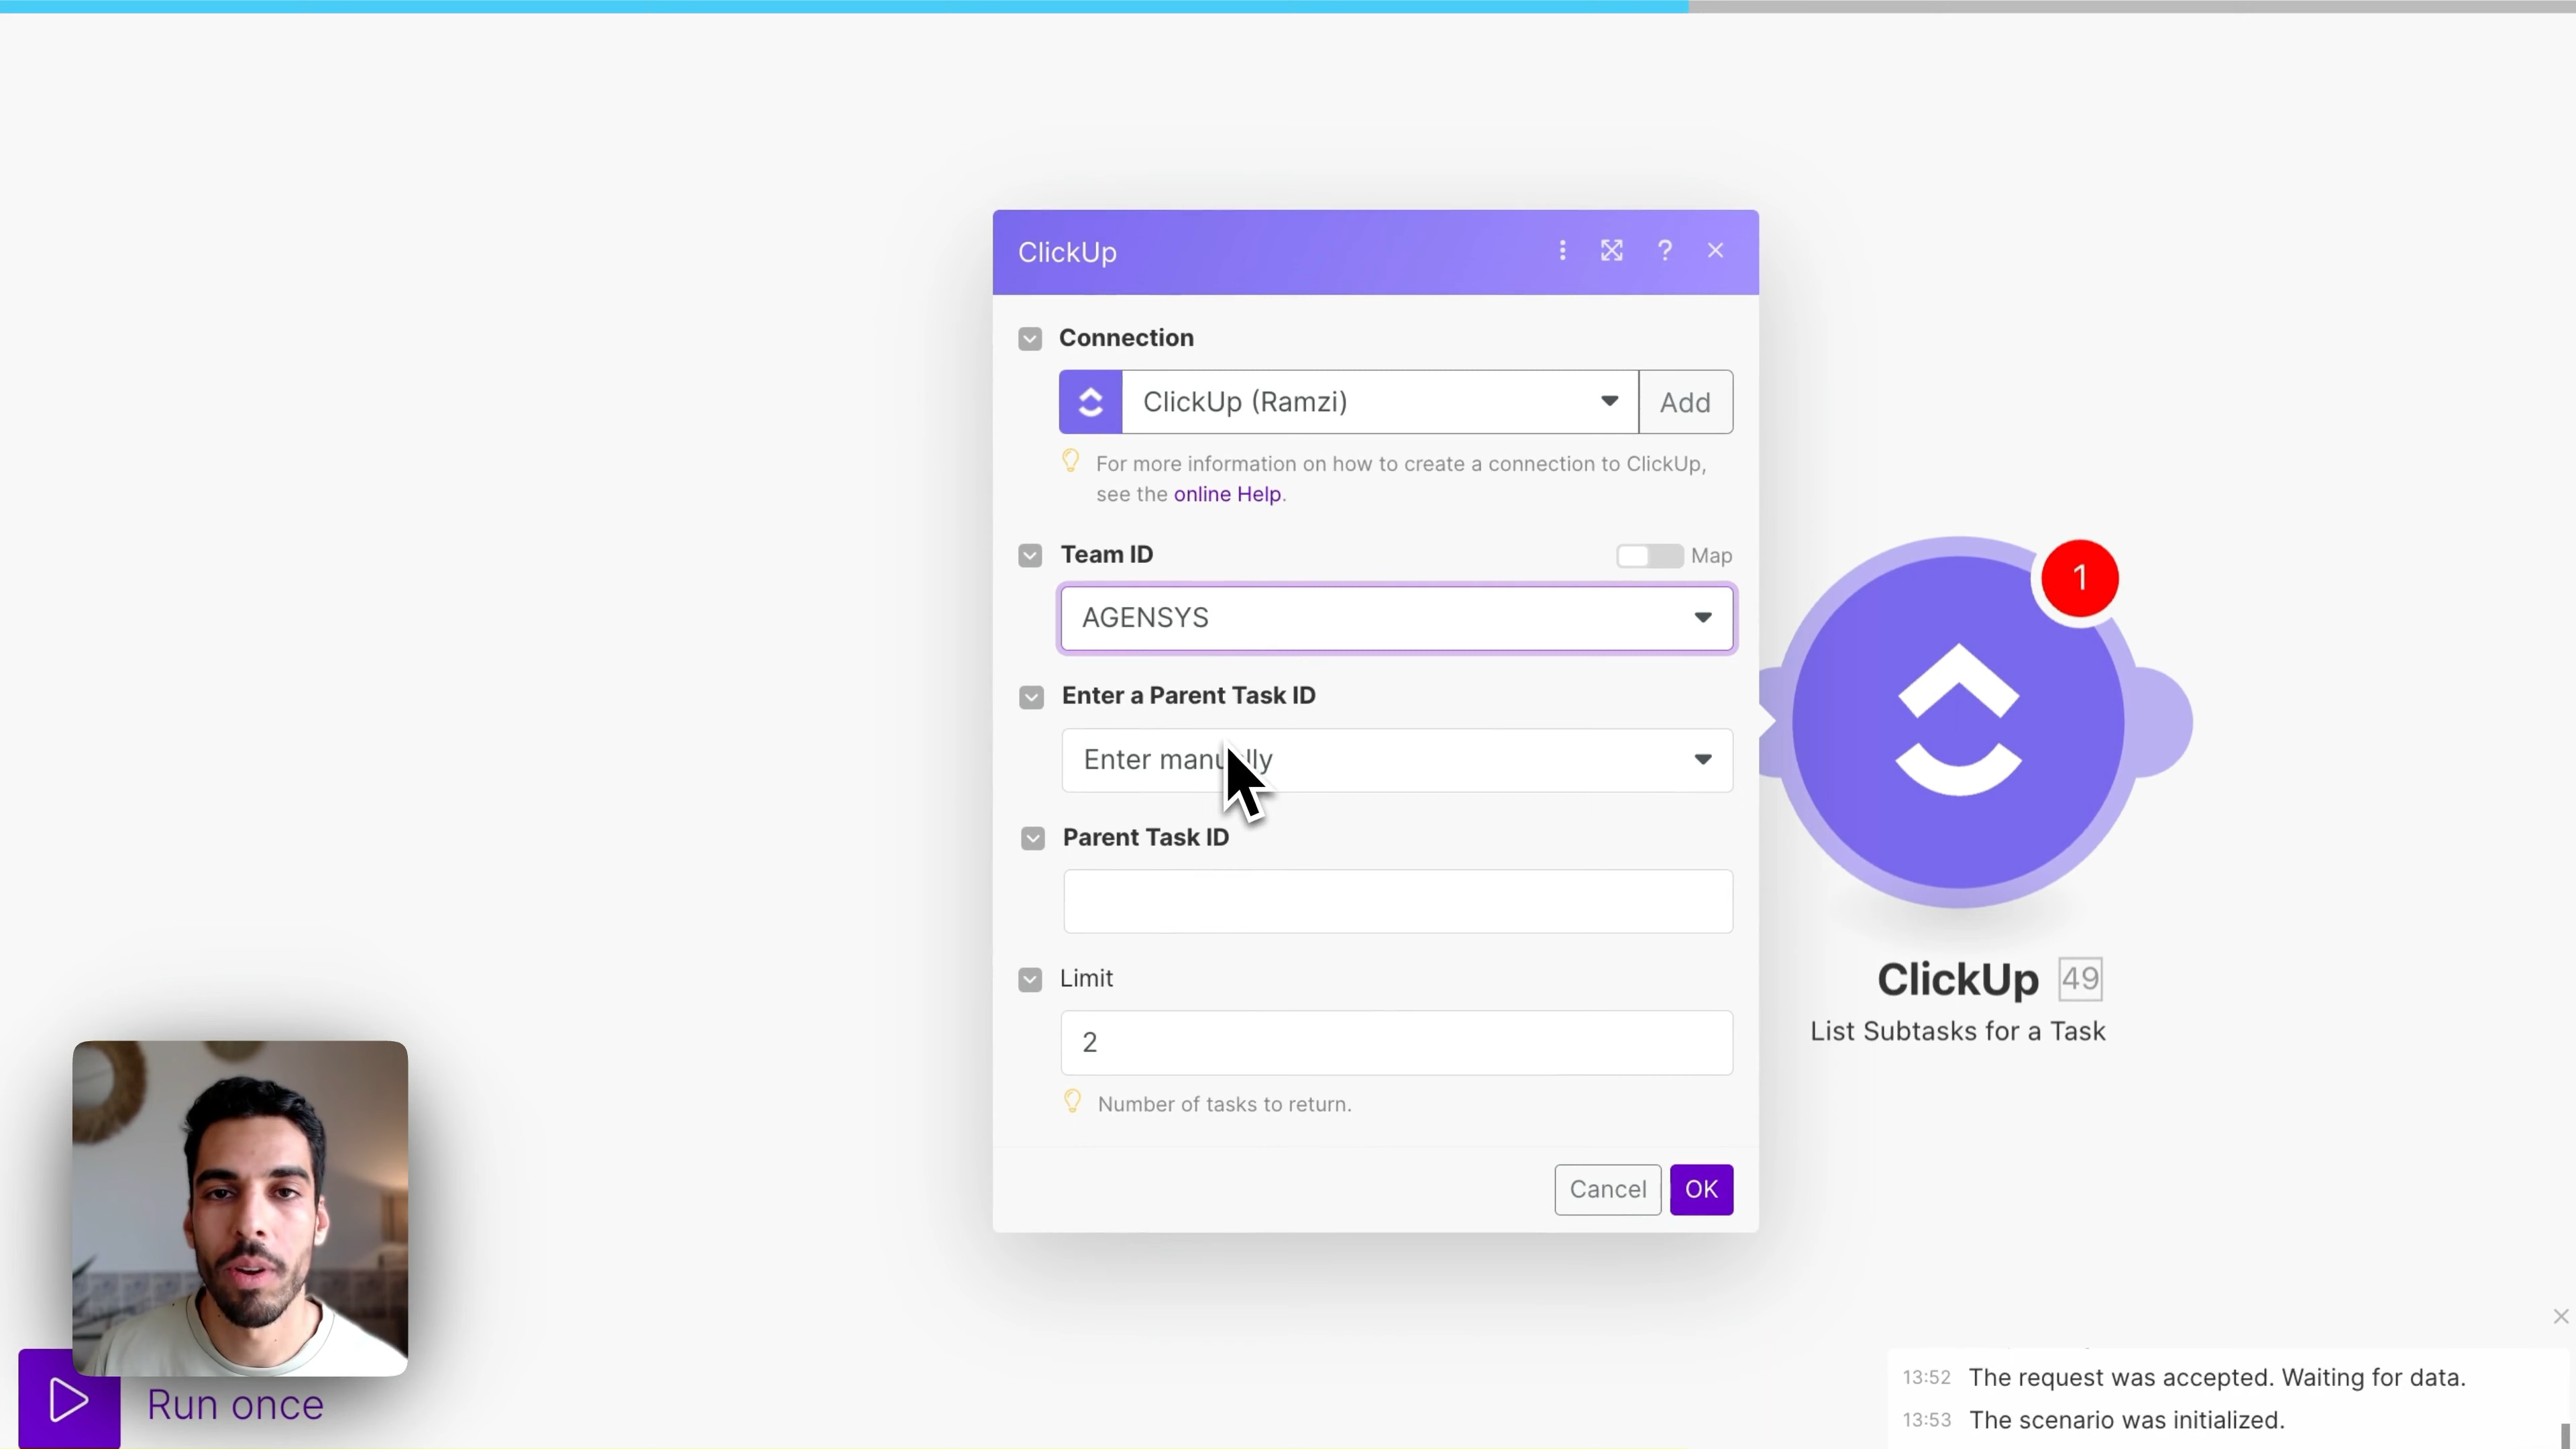 ClickUp
?
Connection
ClickUp (Ramzi)
Add
For more information on how to create a connection to ClickUp,
see the online Help.
Team ID
Map
AGENSYS
Enter a Parent Task ID
Enter manually
Parent Task ID
Limit
2
Number of tasks to return.
Cancel
OK
1
ClickUp 49
List Subtasks for a Task
Run once
13:52 The request was accepted. Waiting for data.
13:53 The scenario was initialized.